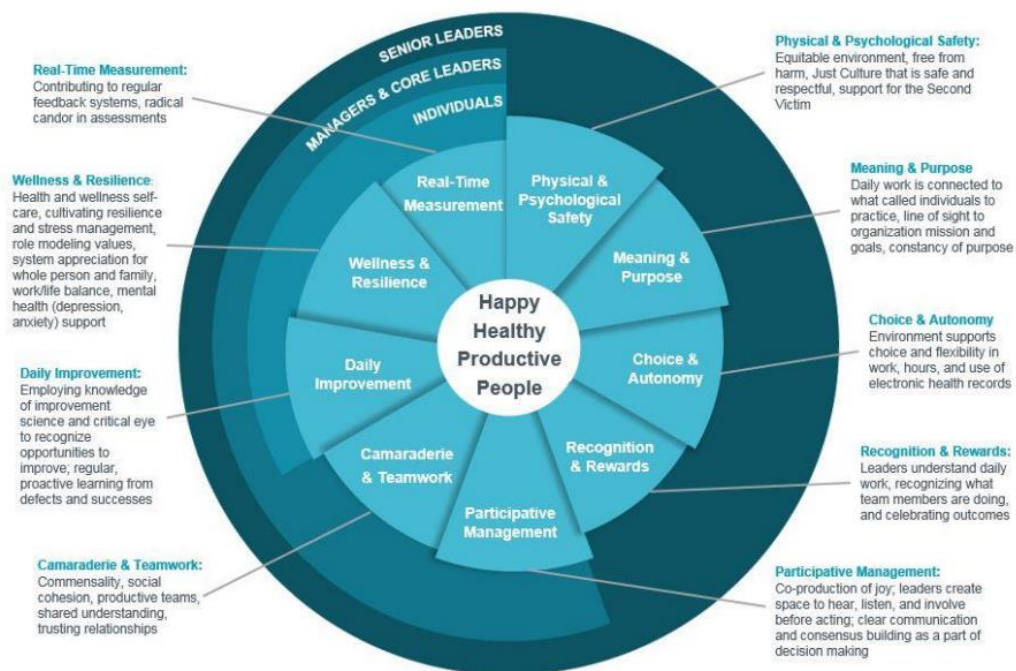 SENIOR LEADERS
MANAGERS & CORE LEADERS
INDIVIDUALS
Real-Time Measurement:
Contributing to regular
feedback systems, radical
candor in assessments
Wellness & Resilience:
Health and wellness self-
care, cultivating resilience
and stress management,
role modeling values,
system appreciation for
whole person and family,
work/life balance, mental
health (depression,
anxiety) support
Daily Improvement:
Employing knowledge
of improvement
science and critical eye
to recognize
opportunities to
improve; regular,
proactive learning from
defects and successes
Camaraderie & Teamwork:
Commensality, social
cohesion, productive teams,
shared understanding,
trusting relationships
Real-Time
Measurement
Physical &
Psychological
Safety
Wellness &
Resilience
Meaning &
Purpose
Happy
Healthy
Productive
People
Daily
Improvement
Choice &
& Autonomy
Camaraderie
& Teamwork
Recognition
& Rewards
Participative
Management
Physical & Psychological Safety:
Equitable environment, free from
harm, Just Culture that is safe and
respectful, support for the Second
Victim
Meaning & Purpose
Daily work is connected to
what called individuals to
practice, line of sight to
organization mission and
goals, constancy of purpose
Choice & Autonomy
Environment supports
choice and flexibility in
work, hours, and use of
electronic health records
Recognition & Rewards:
Leaders understand daily
work, recognizing what
team members are doing,
and celebrating outcomes
Participative Management:
Co-production of joy; leaders create
space to hear, listen, and involve
before acting; clear communication
and consensus building as a part of
decision making